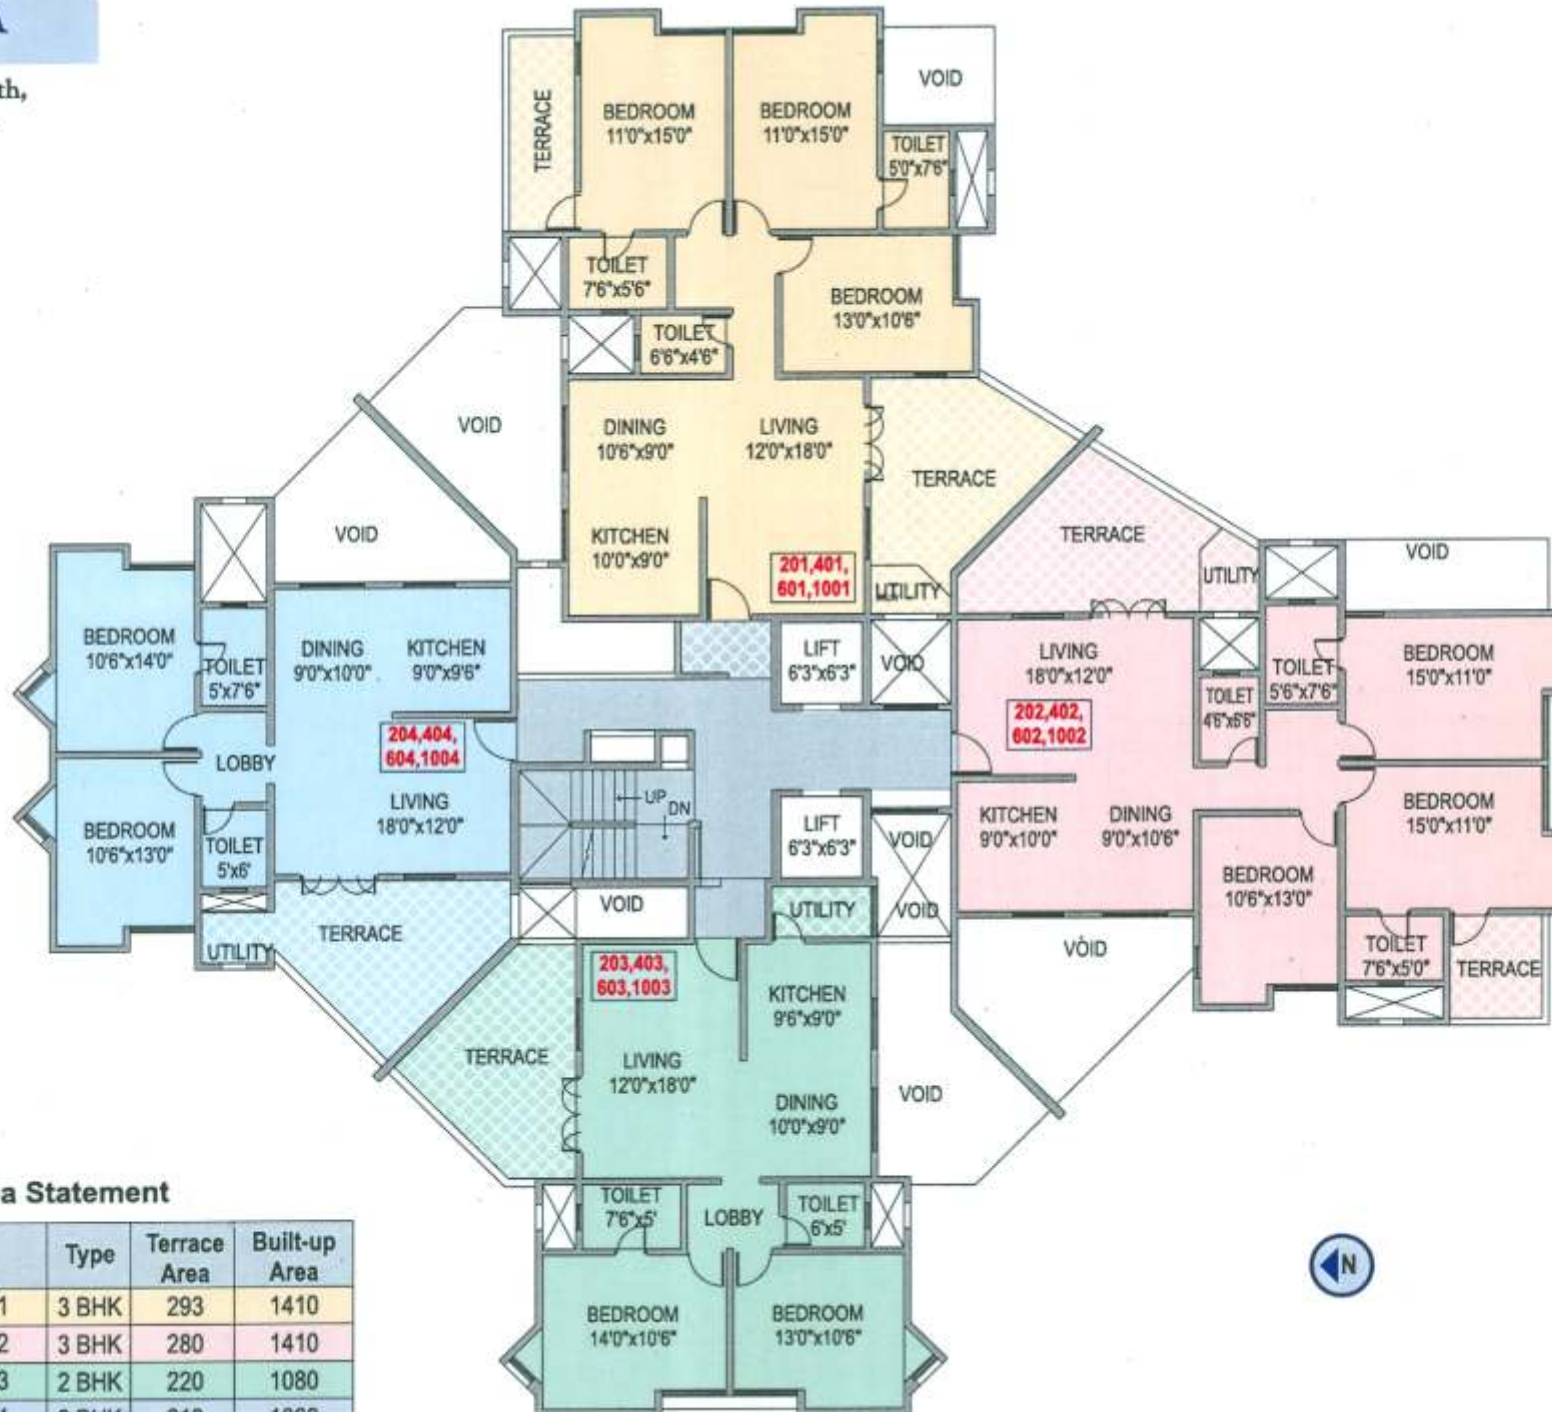 A
th,
VOID
BEDROOM
11'0"x15'0"
BEDROOM
11'0"x15'0"
TERRACE
TOILET
5'0"x7'6"
TOILET
7'6"x5'6"
BEDROOM
13'0"x10'6"
TOILET
6'6"x4'6"
VOID
DINING
10'6"x9'0"
LIVING
12'0"x18'0"
TERRACE
KITCHEN
10'0"x9'0"
201,401,
601,1001
UTILITY
VOID
TERRACE
UTILITY
VOID
BEDROOM
10'6"x14'0"
TOILET
5'x7'6"
DINING
9'0"x10'0"
KITCHEN
9'0"x9'6"
204,404,
604,1004
LOBBY
LIVING
18'0"x12'0"
BEDROOM
10'6"x13'0"
TOILET
5'x6'
UTILITY
TERRACE
LIFT
6'3"x6'3"
VOID
UP
DN
LIFT
6'3"x6'3"
VOID
VOID
LIVING
18'0"x12'0"
202,402,
602,1002
TOILET
5'6"x7'6"
TOILET
4'6"x6'6"
BEDROOM
15'0"x11'0"
KITCHEN
9'0"x10'0"
DINING
9'0"x10'6"
BEDROOM
15'0"x11'0"
BEDROOM
10'6"x13'0"
TOILET
7'6"x5'0"
TERRACE
VOID
VOID
UTILITY
203,403,
603,1003
KITCHEN
9'6"x9'0"
TERRACE
LIVING
12'0"x18'0"
DINING
10'0"x9'0"
VOID
TOILET
7'6"x5'
LOBBY
TOILET
6'x5'
BEDROOM
14'0"x10'6"
BEDROOM
13'0"x10'6"
N
a Statement
Type Terrace Area Built-up Area
1 3 BHK 293 1410
2 3 BHK 280 1410
3 2 BHK 220 1080